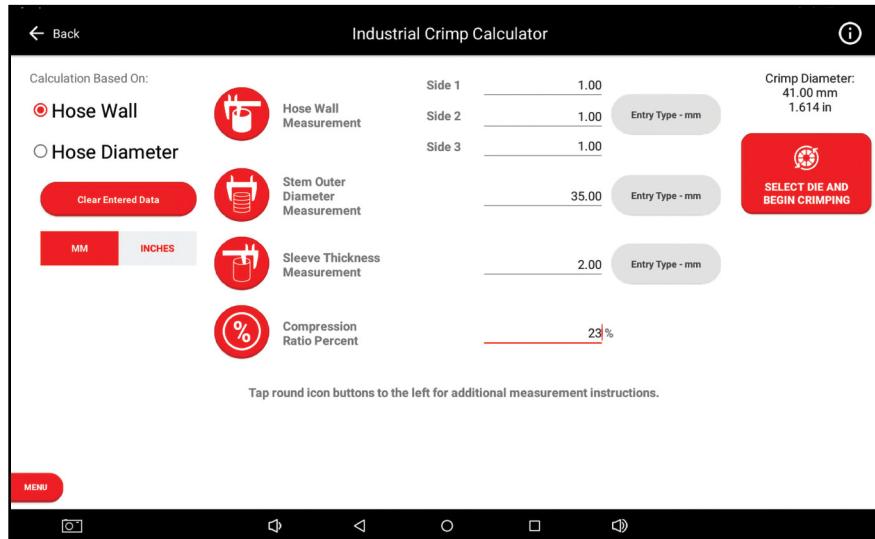 Back
Industrial Crimp Calculator
Calculation Based On:
Hose Wall
Hose Diameter
Clear Entered Data
MM
INCHES
Hose Wall
Measurement
Side 1
1.00
Side 2
1.00
Side 3
1.00
Entry Type - mm
Stem Outer
Diameter
Measurement
35.00
Entry Type - mm
Sleeve Thickness
Measurement
2.00
Entry Type - mm
%
Compression
Ratio Percent
23 %
Crimp Diameter:
41.00 mm
1.614 in
SELECT DIE AND
BEGIN CRIMPING
Tap round icon buttons to the left for additional measurement instructions.
MENU